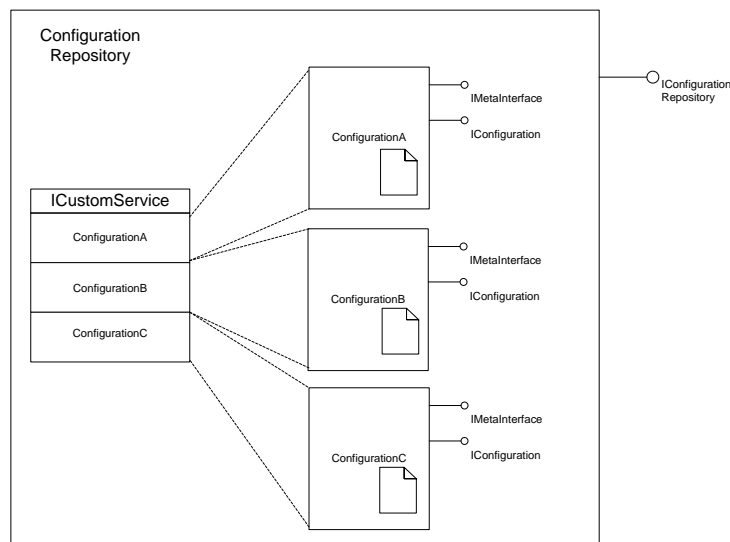 Configuration
Repository
IConfiguration
Repository
ICustomService
ConfigurationA
ConfigurationB
ConfigurationC
ConfigurationA
IMetaInterface
IConfiguration
ConfigurationB
IMetaInterface
IConfiguration
ConfigurationC
IMetaInterface
IConfiguration